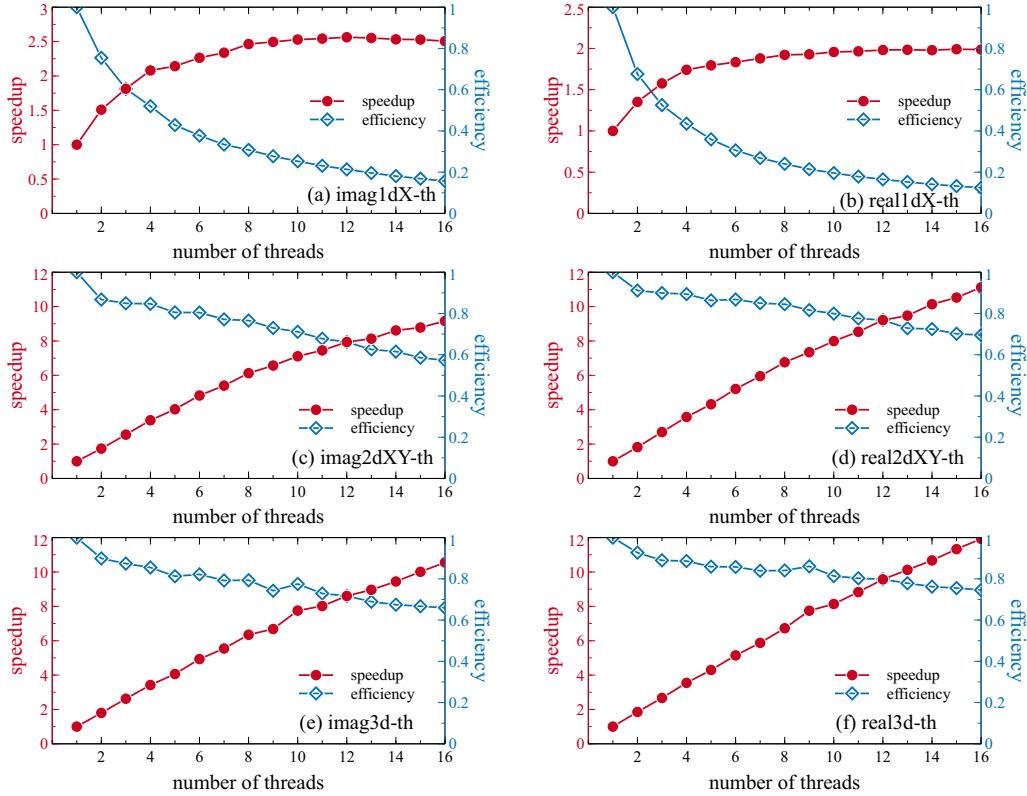 3
2.5
2
1.5
1
0.5
0
1
0.8
0.6
0.4
0.2
0
speedup
efficiency
speedup
efficiency
(a) imag1dX-th
2 4 6 8 10 12 14 16
number of threads
2.5
2
1.5
1
0.5
0
1
0.8
0.6
0.4
0.2
0
speedup
efficiency
speedup
efficiency
(b) real1dX-th
2 4 6 8 10 12 14 16
number of threads
12
10
8
6
4
2
0
1
0.8
0.6
0.4
0.2
0
speedup
efficiency
speedup
efficiency
(c) imag2dXY-th
2 4 6 8 10 12 14 16
number of threads
12
10
8
6
4
2
0
1
0.8
0.6
0.4
0.2
0
speedup
efficiency
speedup
efficiency
(d) real2dXY-th
2 4 6 8 10 12 14 16
number of threads
12
10
8
6
4
2
0
1
0.8
0.6
0.4
0.2
0
speedup
efficiency
speedup
efficiency
(e) imag3d-th
2 4 6 8 10 12 14 16
number of threads
12
10
8
6
4
2
0
1
0.8
0.6
0.4
0.2
0
speedup
efficiency
speedup
efficiency
(f) real3d-th
2 4 6 8 10 12 14 16
number of threads